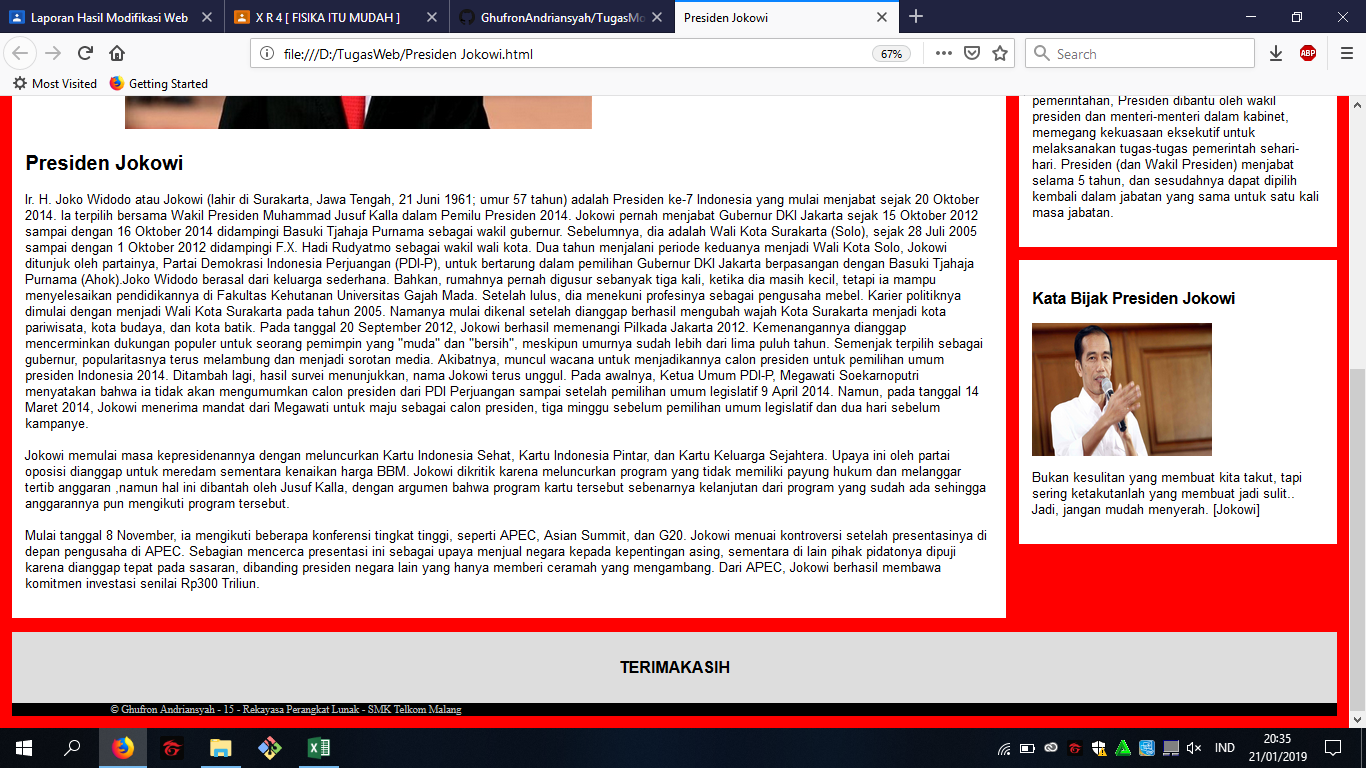 Laporan Hasil Modifikasi Web
X R 4 [ FISIKA ITU MUDAH ]
GhufronAndriansyah/TugasMo
Presiden Jokowi
file:///D:/TugasWeb/Presiden Jokowi.html
67%
Search
ABP
Most Visited
Getting Started
Presiden Jokowi
Ir. H. Joko Widodo atau Jokowi (lahir di Surakarta, Jawa Tengah, 21 Juni 1961; umur 57 tahun) adalah Presiden ke-7 Indonesia yang mulai menjabat sejak 20 Oktober
2014. Ia terpilih bersama Wakil Presiden Muhammad Jusuf Kalla dalam Pemilu Presiden 2014. Jokowi pernah menjabat Gubernur DKI Jakarta sejak 15 Oktober 2012
sampai dengan 16 Oktober 2014 didampingi Basuki Tjahaja Purnama sebagai wakil gubernur. Sebelumnya, dia adalah Wali Kota Surakarta (Solo), sejak 28 Juli 2005
sampai dengan 1 Oktober 2012 didampingi F.X. Hadi Rudyatmo sebagai wakil wali kota. Dua tahun menjalani periode keduanya menjadi Wali Kota Solo, Jokowi
ditunjuk oleh partainya, Partai Demokrasi Indonesia Perjuangan (PDI-P), untuk bertarung dalam pemilihan Gubernur DKI Jakarta berpasangan dengan Basuki Tjahaja
Purnama (Ahok).Joko Widodo berasal dari keluarga sederhana. Bahkan, rumahnya pernah digusur sebanyak tiga kali, ketika dia masih kecil, tetapi ia mampu
menyelesaikan pendidikannya di Fakultas Kehutanan Universitas Gajah Mada. Setelah lulus, dia menekuni profesinya sebagai pengusaha mebel. Karier politiknya
dimulai dengan menjadi Wali Kota Surakarta pada tahun 2005. Namanya mulai dikenal setelah dianggap berhasil mengubah wajah Kota Surakarta menjadi kota
pariwisata, kota budaya, dan kota batik. Pada tanggal 20 September 2012, Jokowi berhasil memenangi Pilkada Jakarta 2012. Kemenangannya dianggap
mencerminkan dukungan populer untuk seorang pemimpin yang "muda" dan "bersih", meskipun umurnya sudah lebih dari lima puluh tahun. Semenjak terpilih sebagai
gubernur, popularitasnya terus melambung dan menjadi sorotan media. Akibatnya, muncul wacana untuk menjadikannya calon presiden untuk pemilihan umum
presiden Indonesia 2014. Ditambah lagi, hasil survei menunjukkan, nama Jokowi terus unggul. Pada awalnya, Ketua Umum PDI-P, Megawati Soekarnoputri
menyatakan bahwa ia tidak akan mengumumkan calon presiden dari PDI Perjuangan sampai setelah pemilihan umum legislatif 9 April 2014. Namun, pada tanggal 14
Maret 2014, Jokowi menerima mandat dari Megawati untuk maju sebagai calon presiden, tiga minggu sebelum pemilihan umum legislatif dan dua hari sebelum
kampanye.
Jokowi memulai masa kepresidenannya dengan meluncurkan Kartu Indonesia Sehat, Kartu Indonesia Pintar, dan Kartu Keluarga Sejahtera. Upaya ini oleh partai
oposisi dianggap untuk meredam sementara kenaikan harga BBM. Jokowi dikritik karena meluncurkan program yang tidak memiliki payung hukum dan melanggar
tertib anggaran ,namun hal ini dibantah oleh Jusuf Kalla, dengan argumen bahwa program kartu tersebut sebenarnya kelanjutan dari program yang sudah ada sehingga
anggarannya pun mengikuti program tersebut.
Mulai tanggal 8 November, ia mengikuti beberapa konferensi tingkat tinggi, seperti APEC, Asian Summit, dan G20. Jokowi menuai kontroversi setelah presentasinya di
depan pengusaha di APEC. Sebagian mencerca presentasi ini sebagai upaya menjual negara kepada kepentingan asing, sementara di lain pihak pidatonya dipuji
karena dianggap tepat pada sasaran, dibanding presiden negara lain yang hanya memberi ceramah yang mengambang. Dari APEC, Jokowi berhasil membawa
komitmen investasi senilai Rp300 Triliun.
pemerintahan, Presiden dibantu oleh wakil
presiden dan menteri-menteri dalam kabinet,
memegang kekuasaan eksekutif untuk
melaksanakan tugas-tugas pemerintah sehari-
hari. Presiden (dan Wakil Presiden) menjabat
selama 5 tahun, dan sesudahnya dapat dipilih
kembali dalam jabatan yang sama untuk satu kali
masa jabatan.
Kata Bijak Presiden Jokowi
Bukan kesulitan yang membuat kita takut, tapi
sering ketakutanlah yang membuat jadi sulit..
Jadi, jangan mudah menyerah. [Jokowi]
TERIMAKASIH
© Ghufron Andriansyah - 15 - Rekayasa Perangkat Lunak - SMK Telkom Malang
IND
20:35
21/01/2019